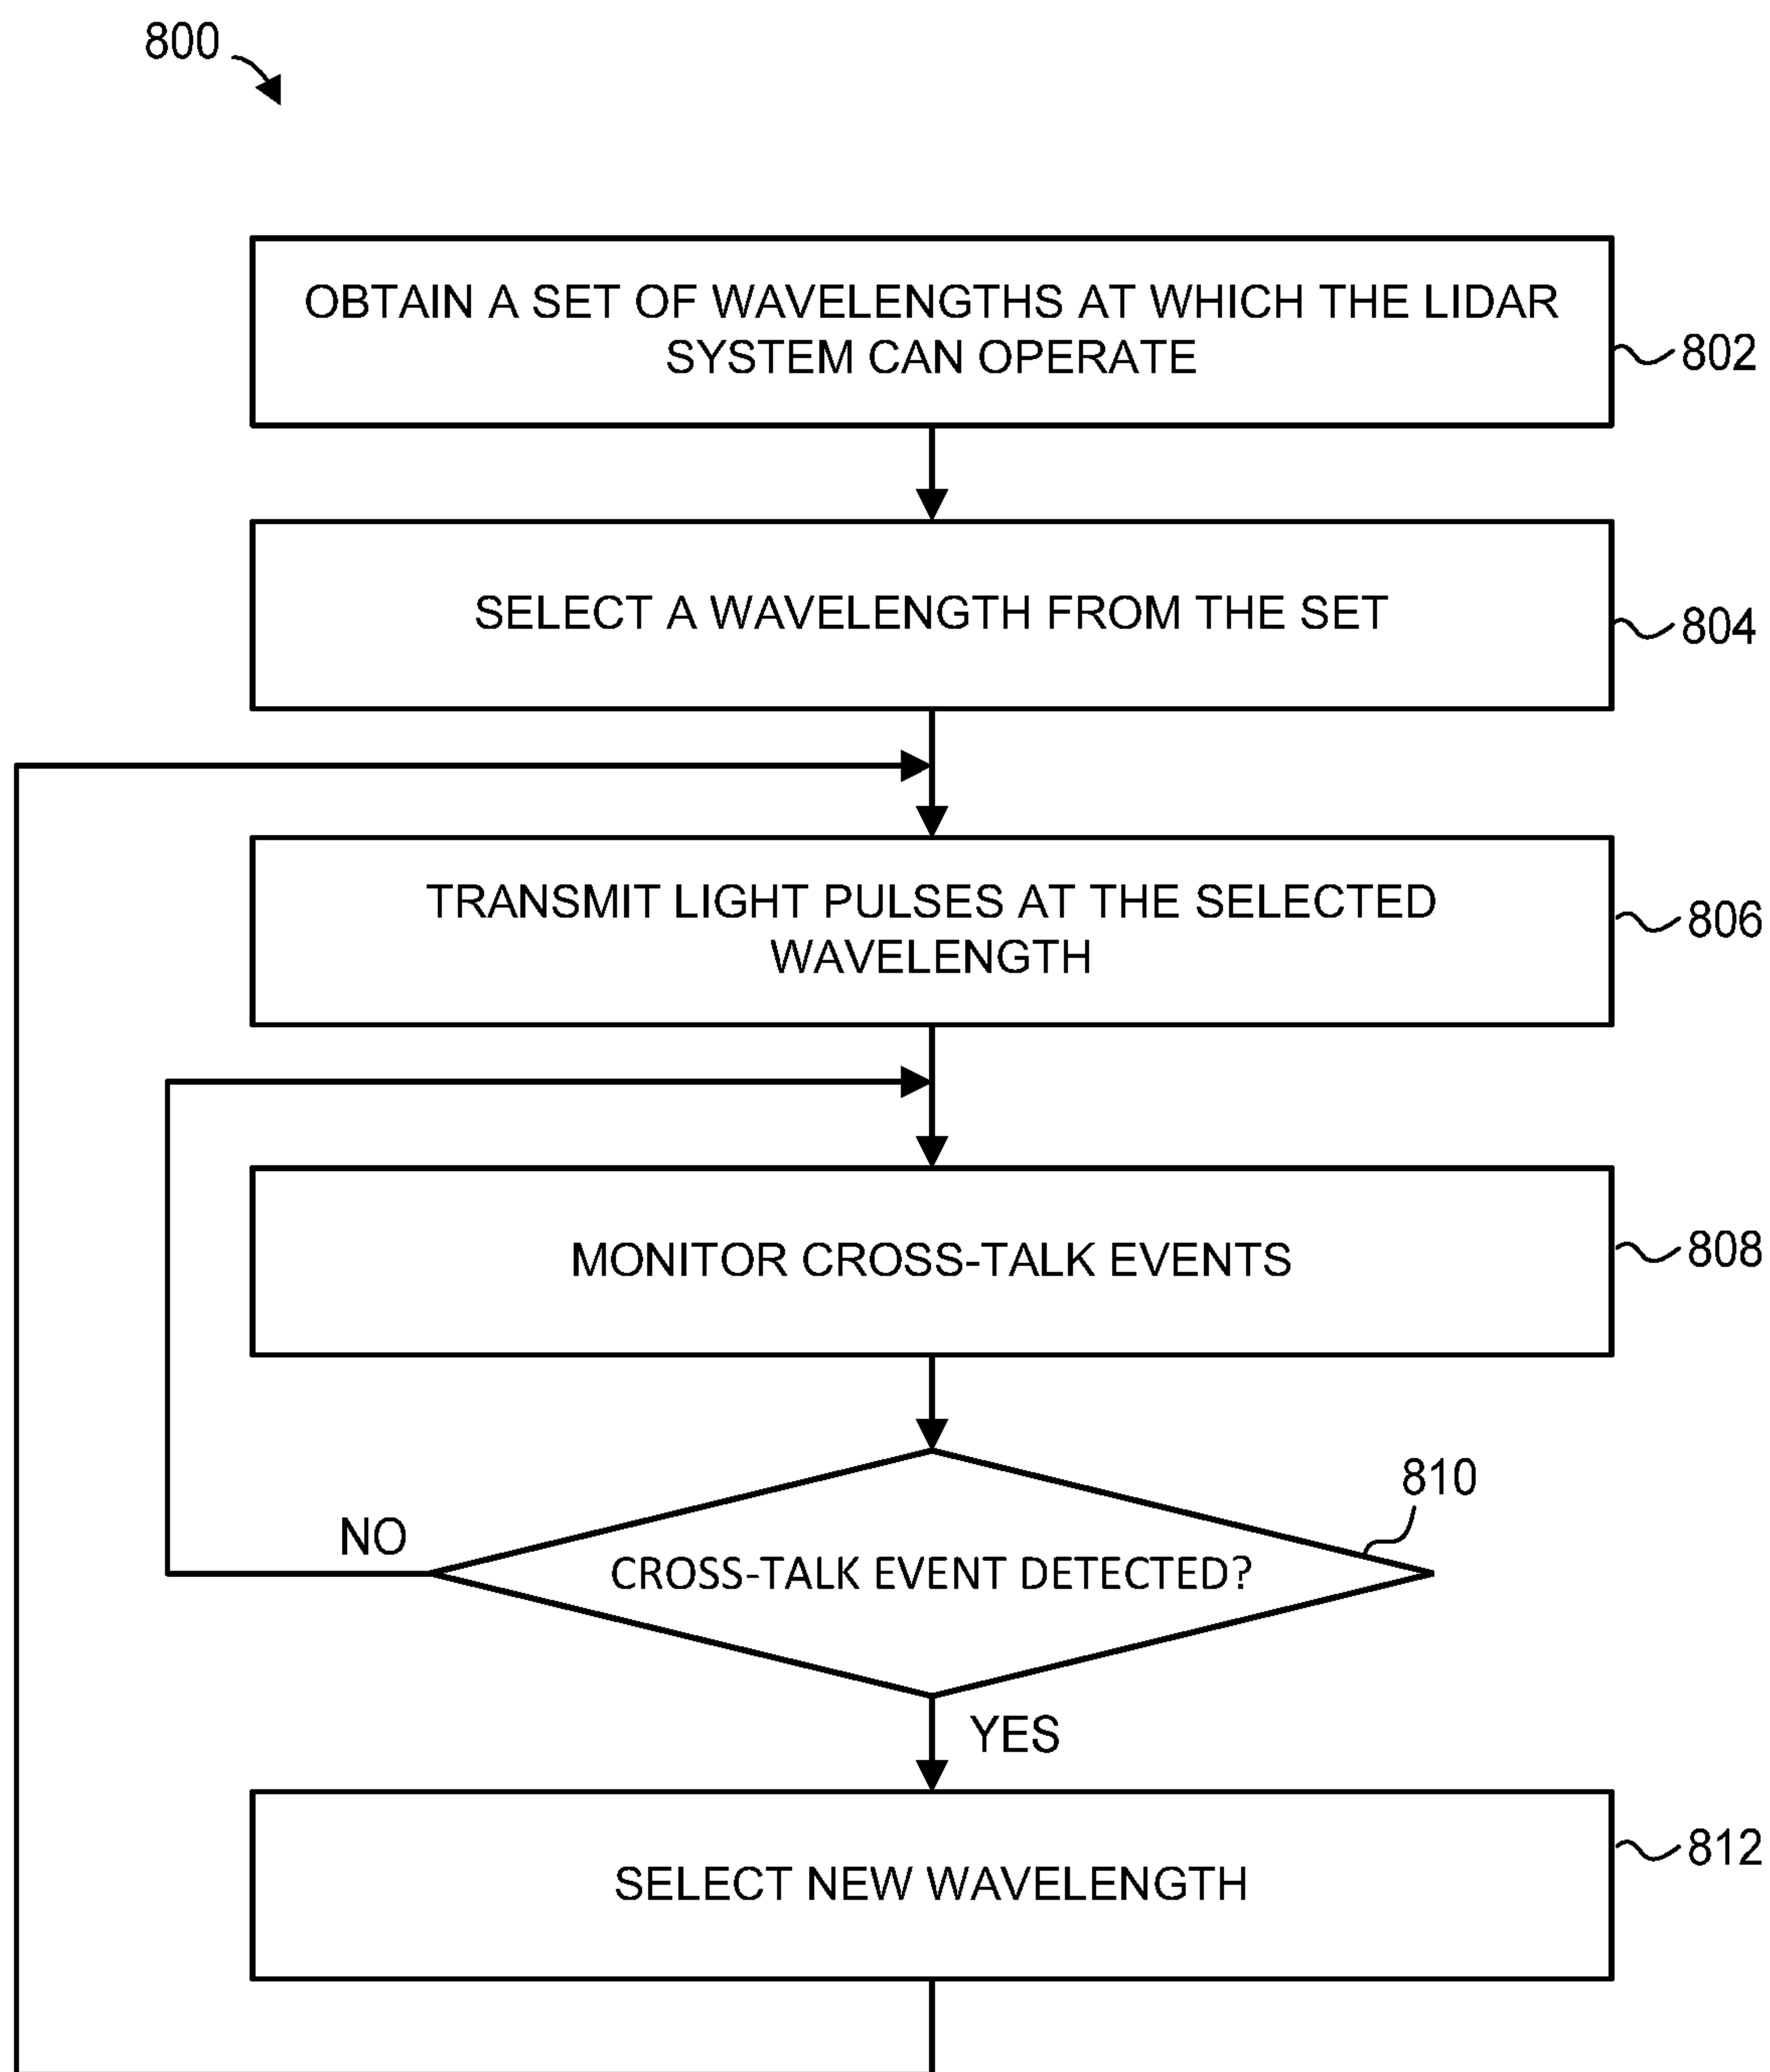 800
OBTAIN A SET OF WAVELENGTHS AT WHICH THE LIDAR
SYSTEM CAN OPERATE
802
SELECT A WAVELENGTH FROM THE SET
804
TRANSMIT LIGHT PULSES AT THE SELECTED
WAVELENGTH
806
MONITOR CROSS-TALK EVENTS
808
810
NO
CROSS-TALK EVENT DETECTED?
YES
SELECT NEW WAVELENGTH
812